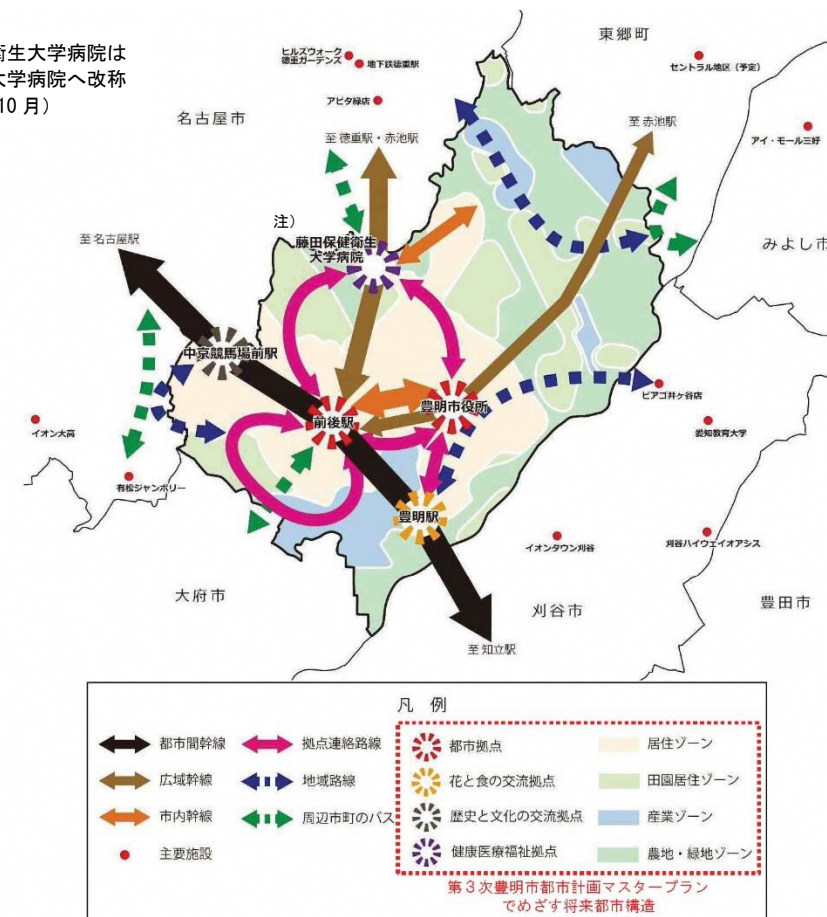 衛生大学病院は
大学病院へ改称
10 月）
東郷町
ヒルズウォーク
徳重ガーデンズ
地下鉄徳重駅
セントラル地区（予定）
アピタ緑店
名古屋市
至 徳重駅・赤池駅
至 赤池駅
アイ・モール三好
注）
藤田保健衛生
大学病院
至 名古屋駅
みよし市
中京競馬場前駅
豊明市役所
ピアゴ井ヶ谷店
前後駅
イオン大高
愛知教育大学
有松ジャンボリー
豊明駅
イオンタウン刈谷
刈谷ハイウェイオアシス
大府市
刈谷市
豊田市
至 知立駅
凡 例
都市間幹線
拠点連絡路線
都市拠点
居住ゾーン
広域幹線
地域路線
花と食の交流拠点
田園居住ゾーン
市内幹線
周辺市町のバス
歴史と文化の交流拠点
産業ゾーン
主要施設
健康医療福祉拠点
農地・緑地ゾーン
第３次豊明市都市計画マスタープラン
でめざす将来都市構造